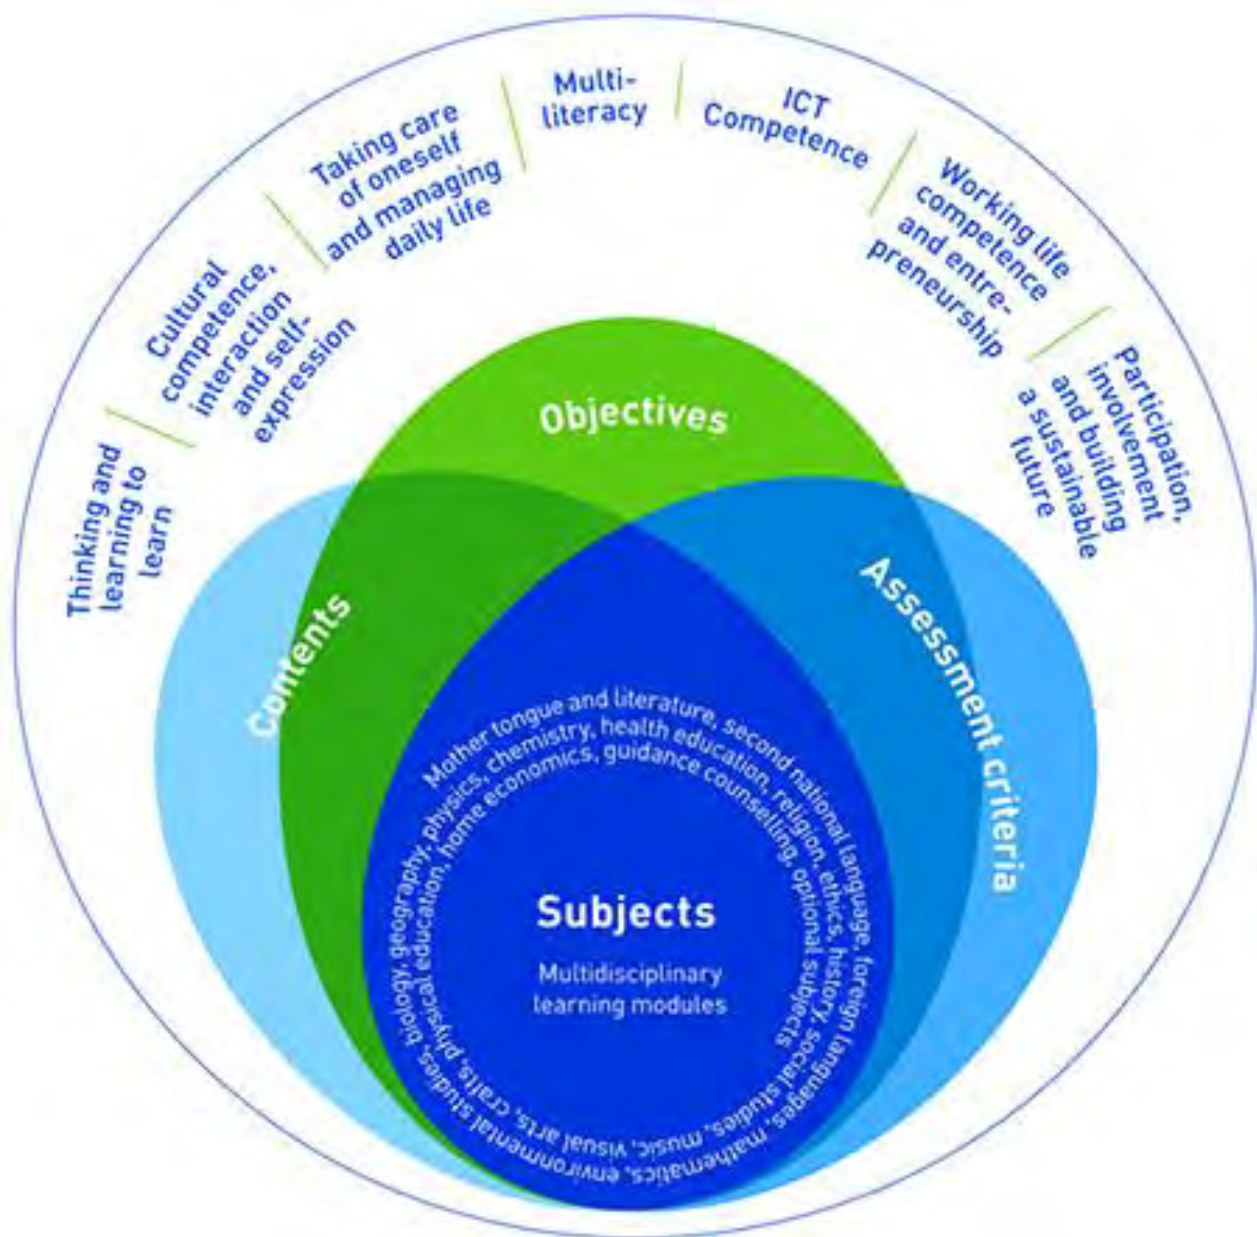 Thinking and
learning to
learn
Cultural
competence,
interaction
and self-
expression
Taking care
of oneself
and managing
daily life
Multi-
literacy
ICT
Competence
Working life
competence
and entre-
preneurship
Participation,
involvement
and building
a sustainable
future
Objectives
Contents
Assessment criteria
Mother tongue and literature, second national language, foreign languages, mathematics, environmental studies, biology, geography,
physics, chemistry, health education, religion, ethics, history, social studies, music, visual arts, crafts, physical education,
home economics, guidance counselling, optional subjects
Subjects
Multidisciplinary
learning modules